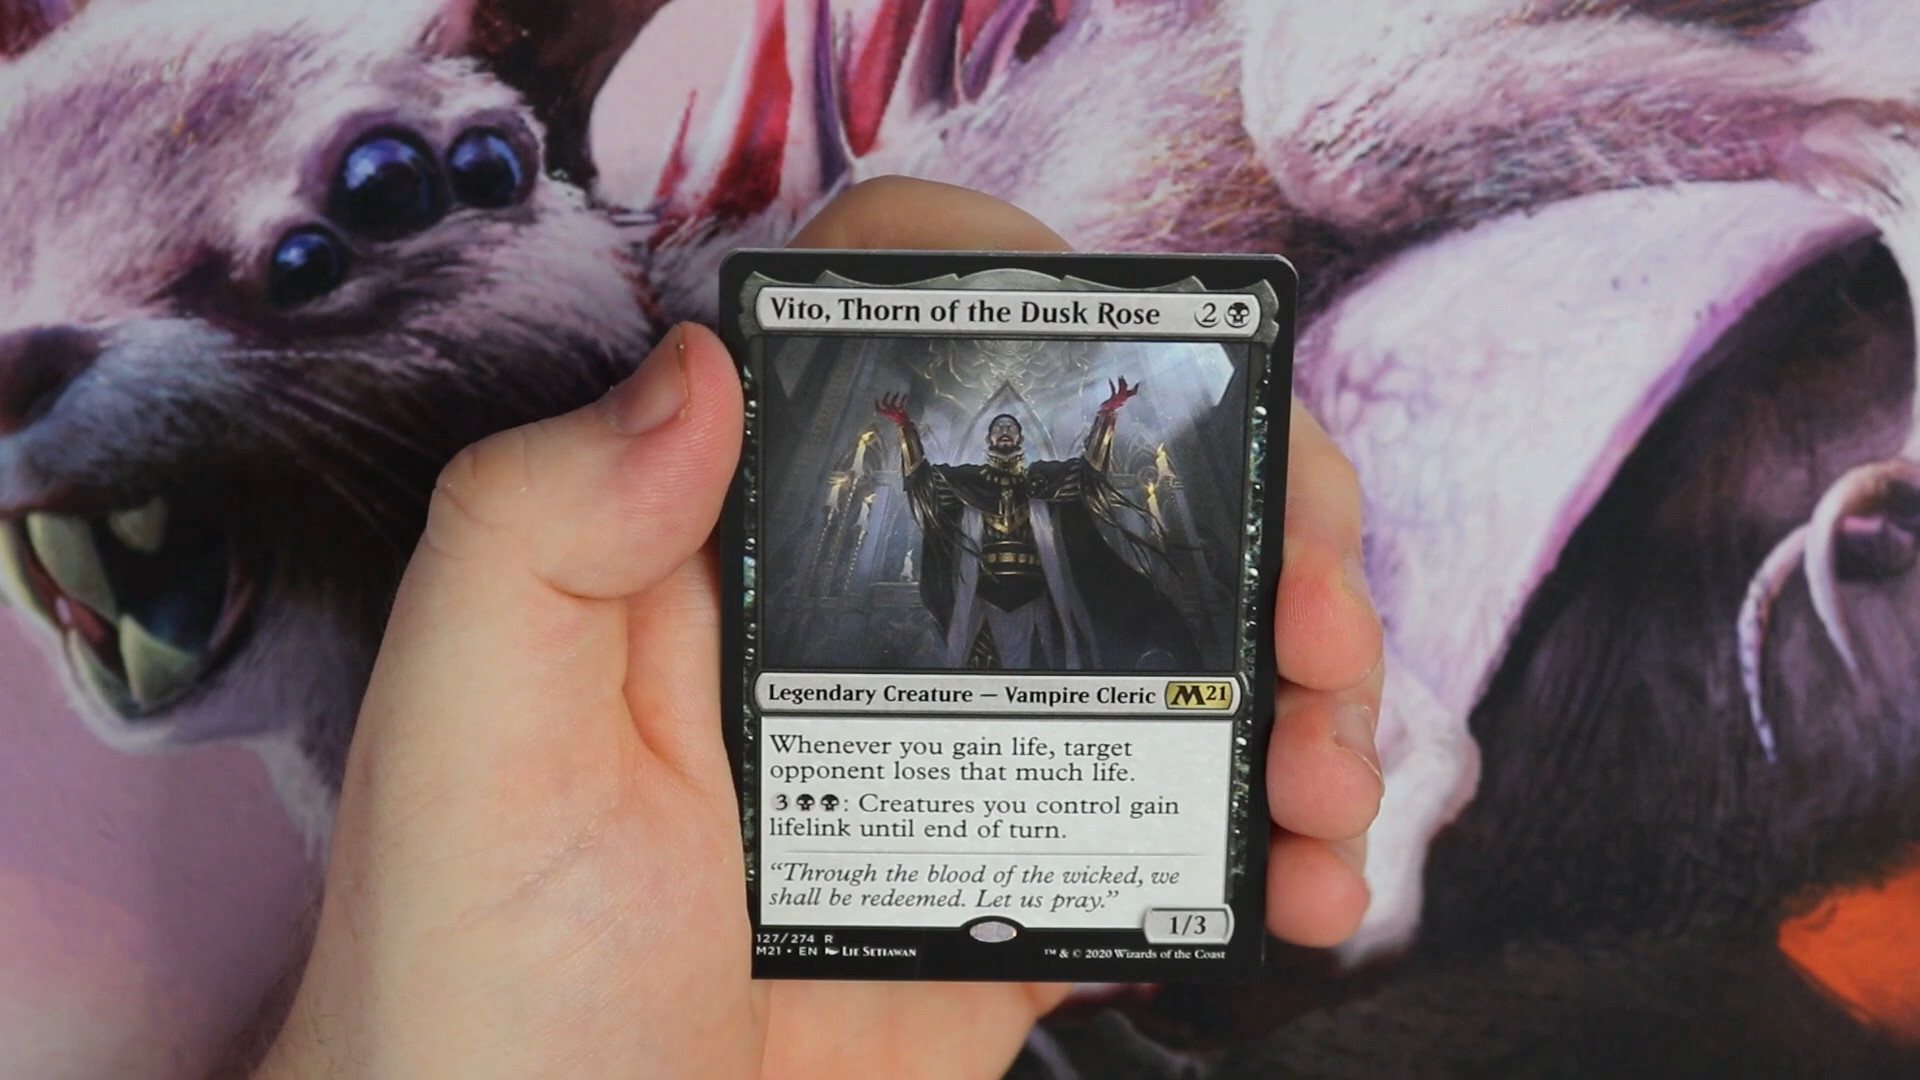 Vito, Thorn of the Dusk Rose 2
Legendary Creature — Vampire Cleric M21
Whenever you gain life, target
opponent loses that much life.
3 : Creatures you control gain
lifelink until end of turn.
“Through the blood of the wicked, we
shall be redeemed. Let us pray.”
1/3
127/274 R
M21 • EN Lie Setiawan
™ & © 2020 Wizards of the Coast